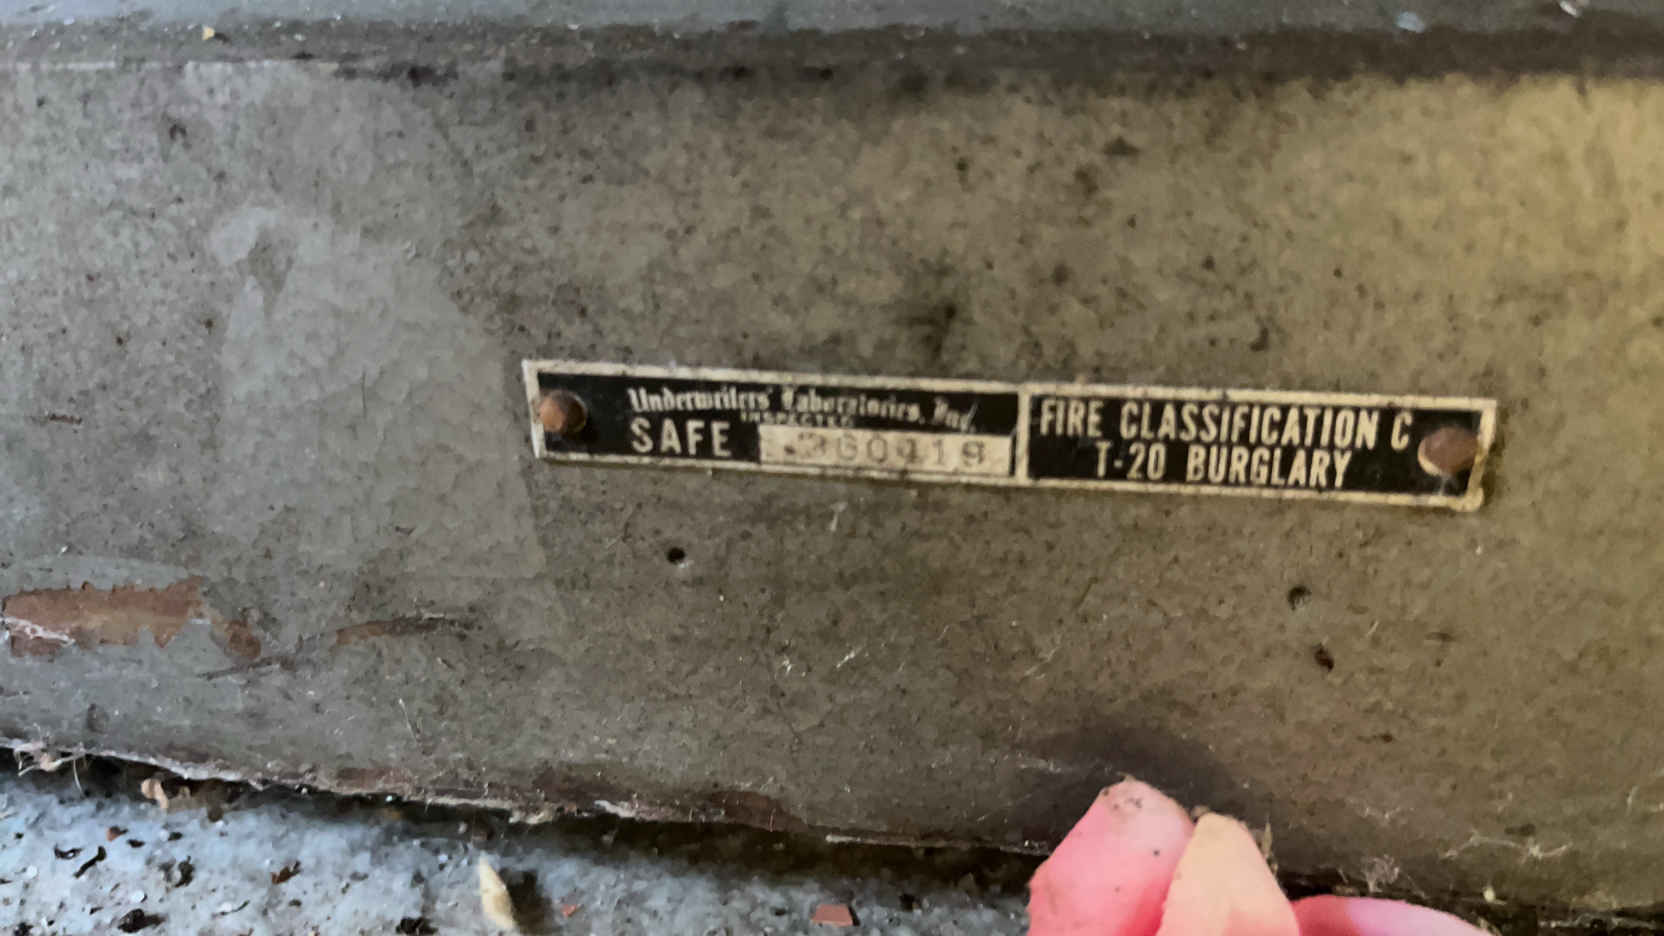 Underwriters' Laboratories, Inc.
INSPECTED
SAFE
FIRE CLASSIFICATION C
T-20 BURGLARY